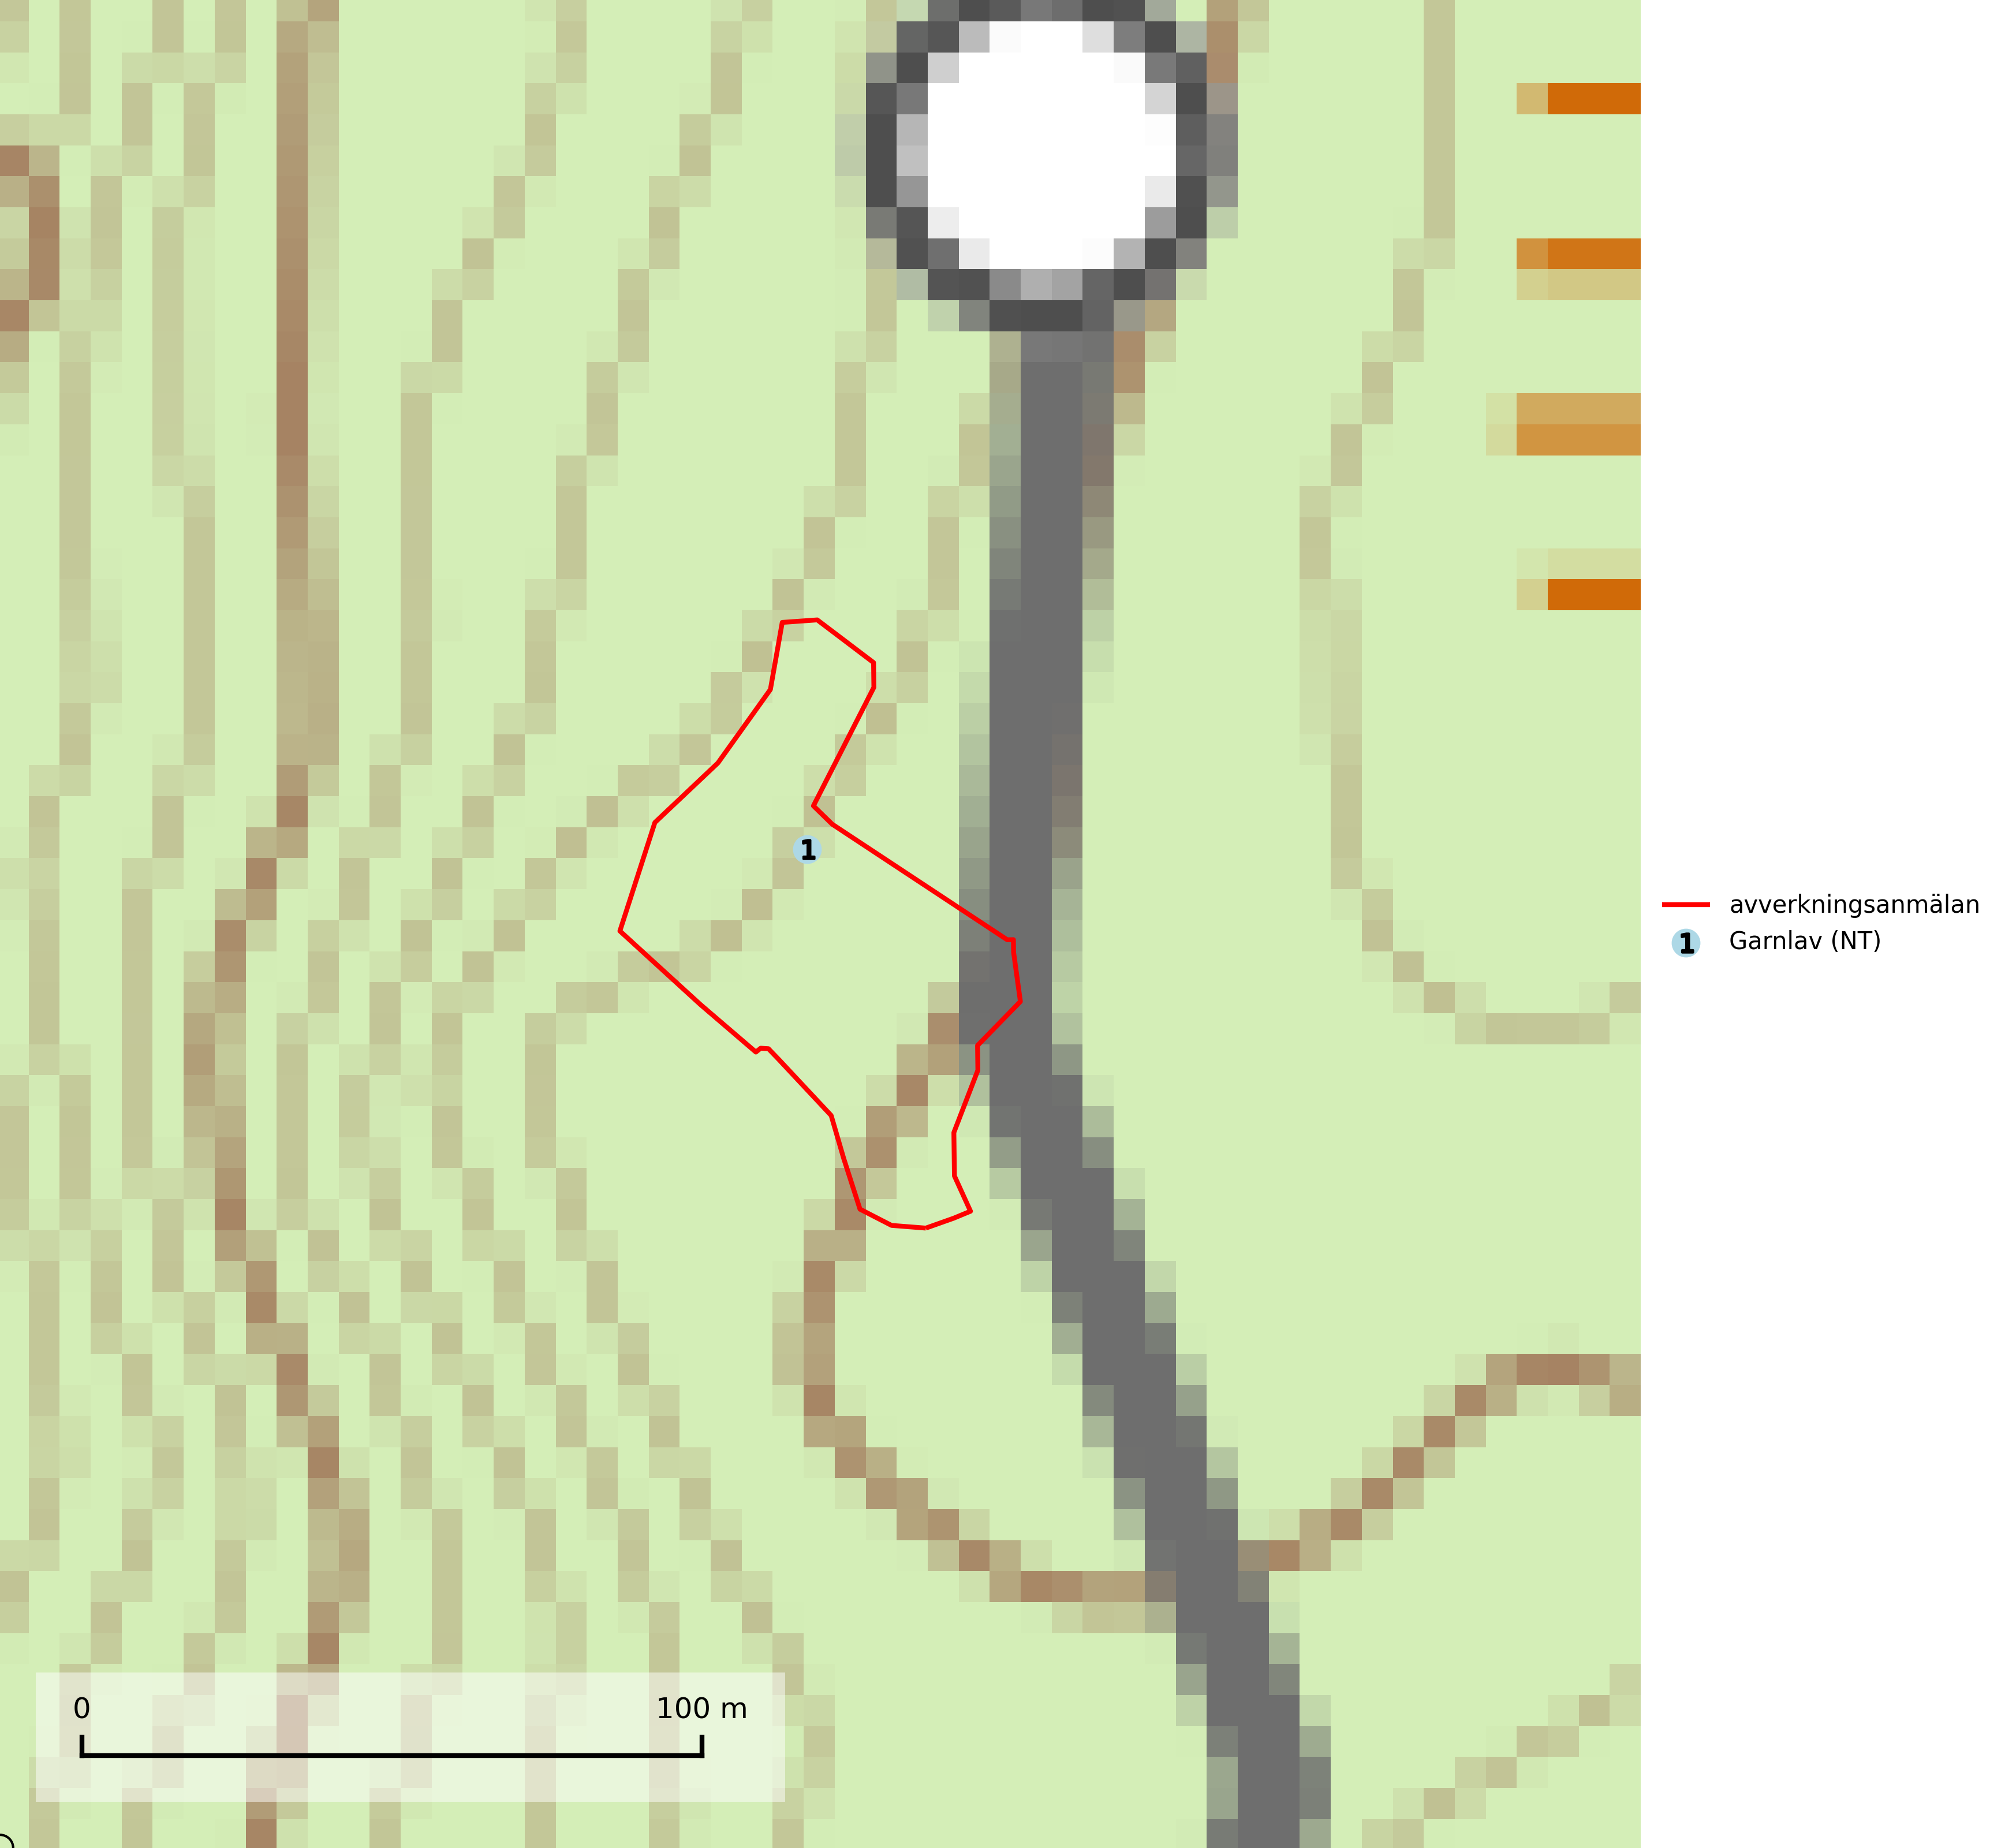 1
avverkningsanmälan
1 Garnlav (NT)
0 100 m